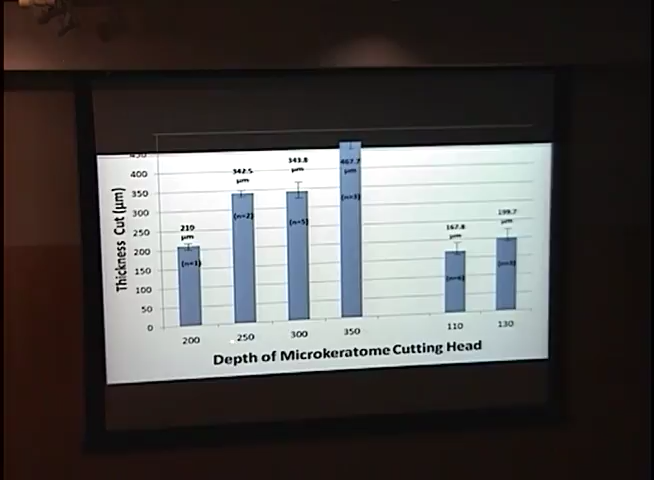 450
400
350
300
250
200
150
100
50
0
Thickness Cut (µm)
210
µm
(n=1)
342.5
µm
(n=2)
343.8
µm
(n=5)
467.7
µm
(n=3)
167.8
µm
199.7
µm
200
250
300
350
110
130
Depth of Microkeratome Cutting Head